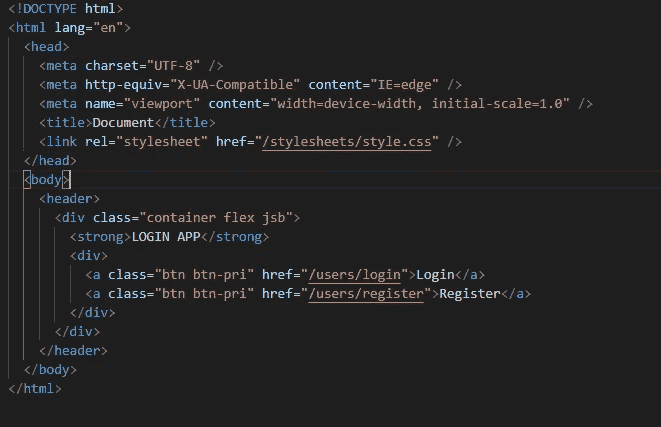 <!DOCTYPE html>
<html lang="en">
  <head>
    <meta charset="UTF-8" />
    <meta http-equiv="X-UA-Compatible" content="IE=edge" />
    <meta name="viewport" content="width=device-width, initial-scale=1.0" />
    <title>Document</title>
    <link rel="stylesheet" href="/stylesheets/style.css" />
  </head>
  <body>
    <header>
      <div class="container flex jsb">
        <strong>LOGIN APP</strong>
        <div>
          <a class="btn btn-pri" href="/users/login">Login</a>
          <a class="btn btn-pri" href="/users/register">Register</a>
        </div>
      </div>
    </header>
  </body>
</html>